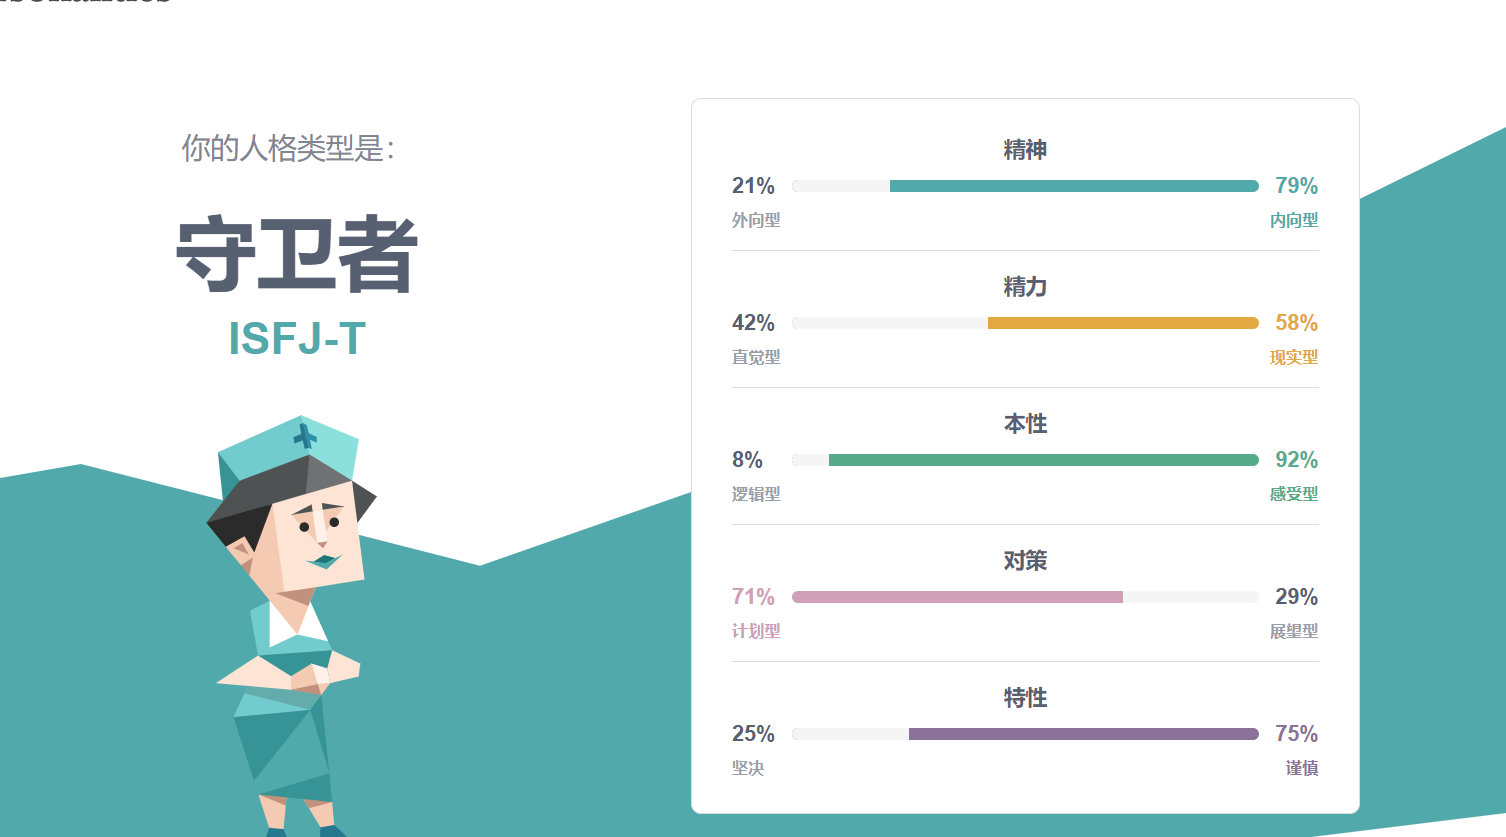 你的人格类型是：
守卫者
ISFJ-T
精神
21% 79%
外向型 内向型
精力
42% 58%
直觉型 现实型
本性
8% 92%
逻辑型 感受型
对策
71% 29%
计划型 展望型
特性
25% 75%
坚决 谨慎